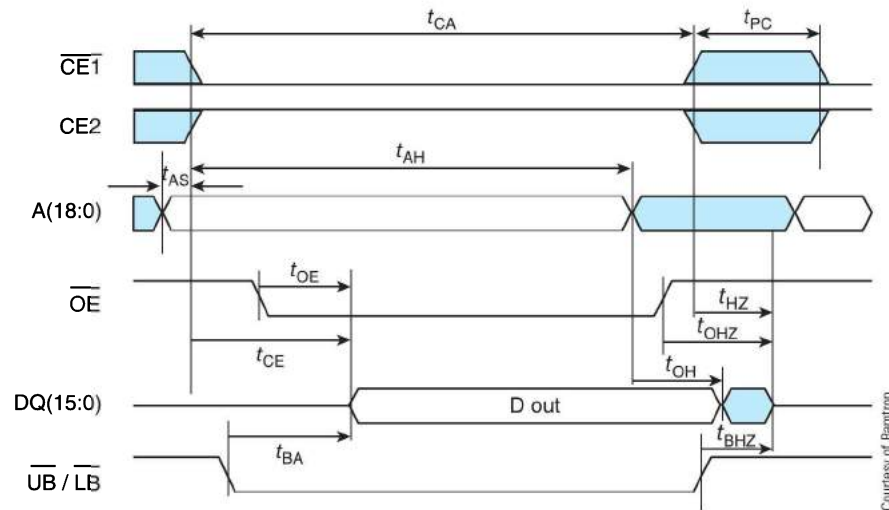 tCA
tPC
CE1
CE2
tAH
tAS
A(18:0)
tOE
OE
tHZ
tCE
tOHZ
tOH
DQ(15:0)
D out
tBHZ
tBA
UB / LB
Courtesy of Ramtron